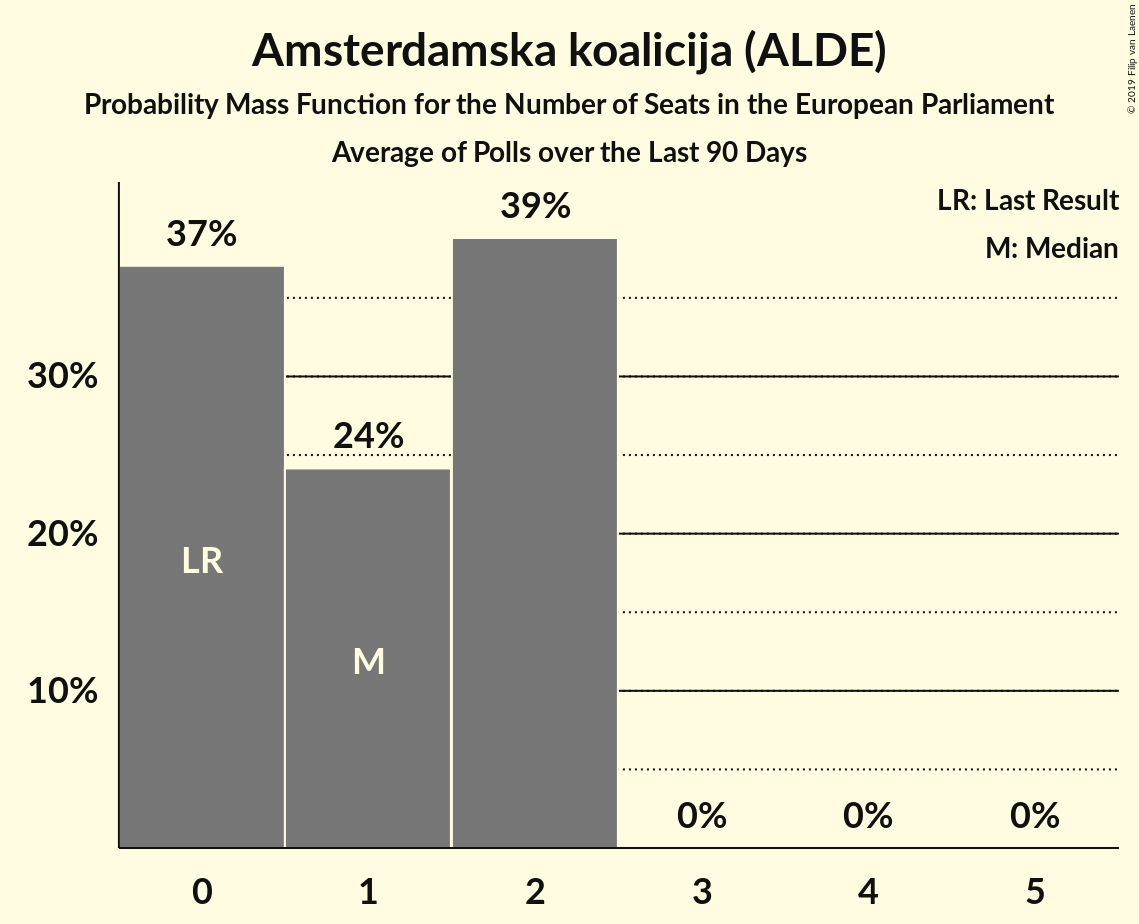 Amsterdamska koalicija (ALDE)
Probability Mass Function for the Number of Seats in the European Parliament
Average of Polls over the Last 90 Days
© 2019 Filip van Laenen
LR: Last Result
M: Median
37%
24%
39%
0%
0%
0%
LR
M
30%
20%
10%
0
1
2
3
4
5